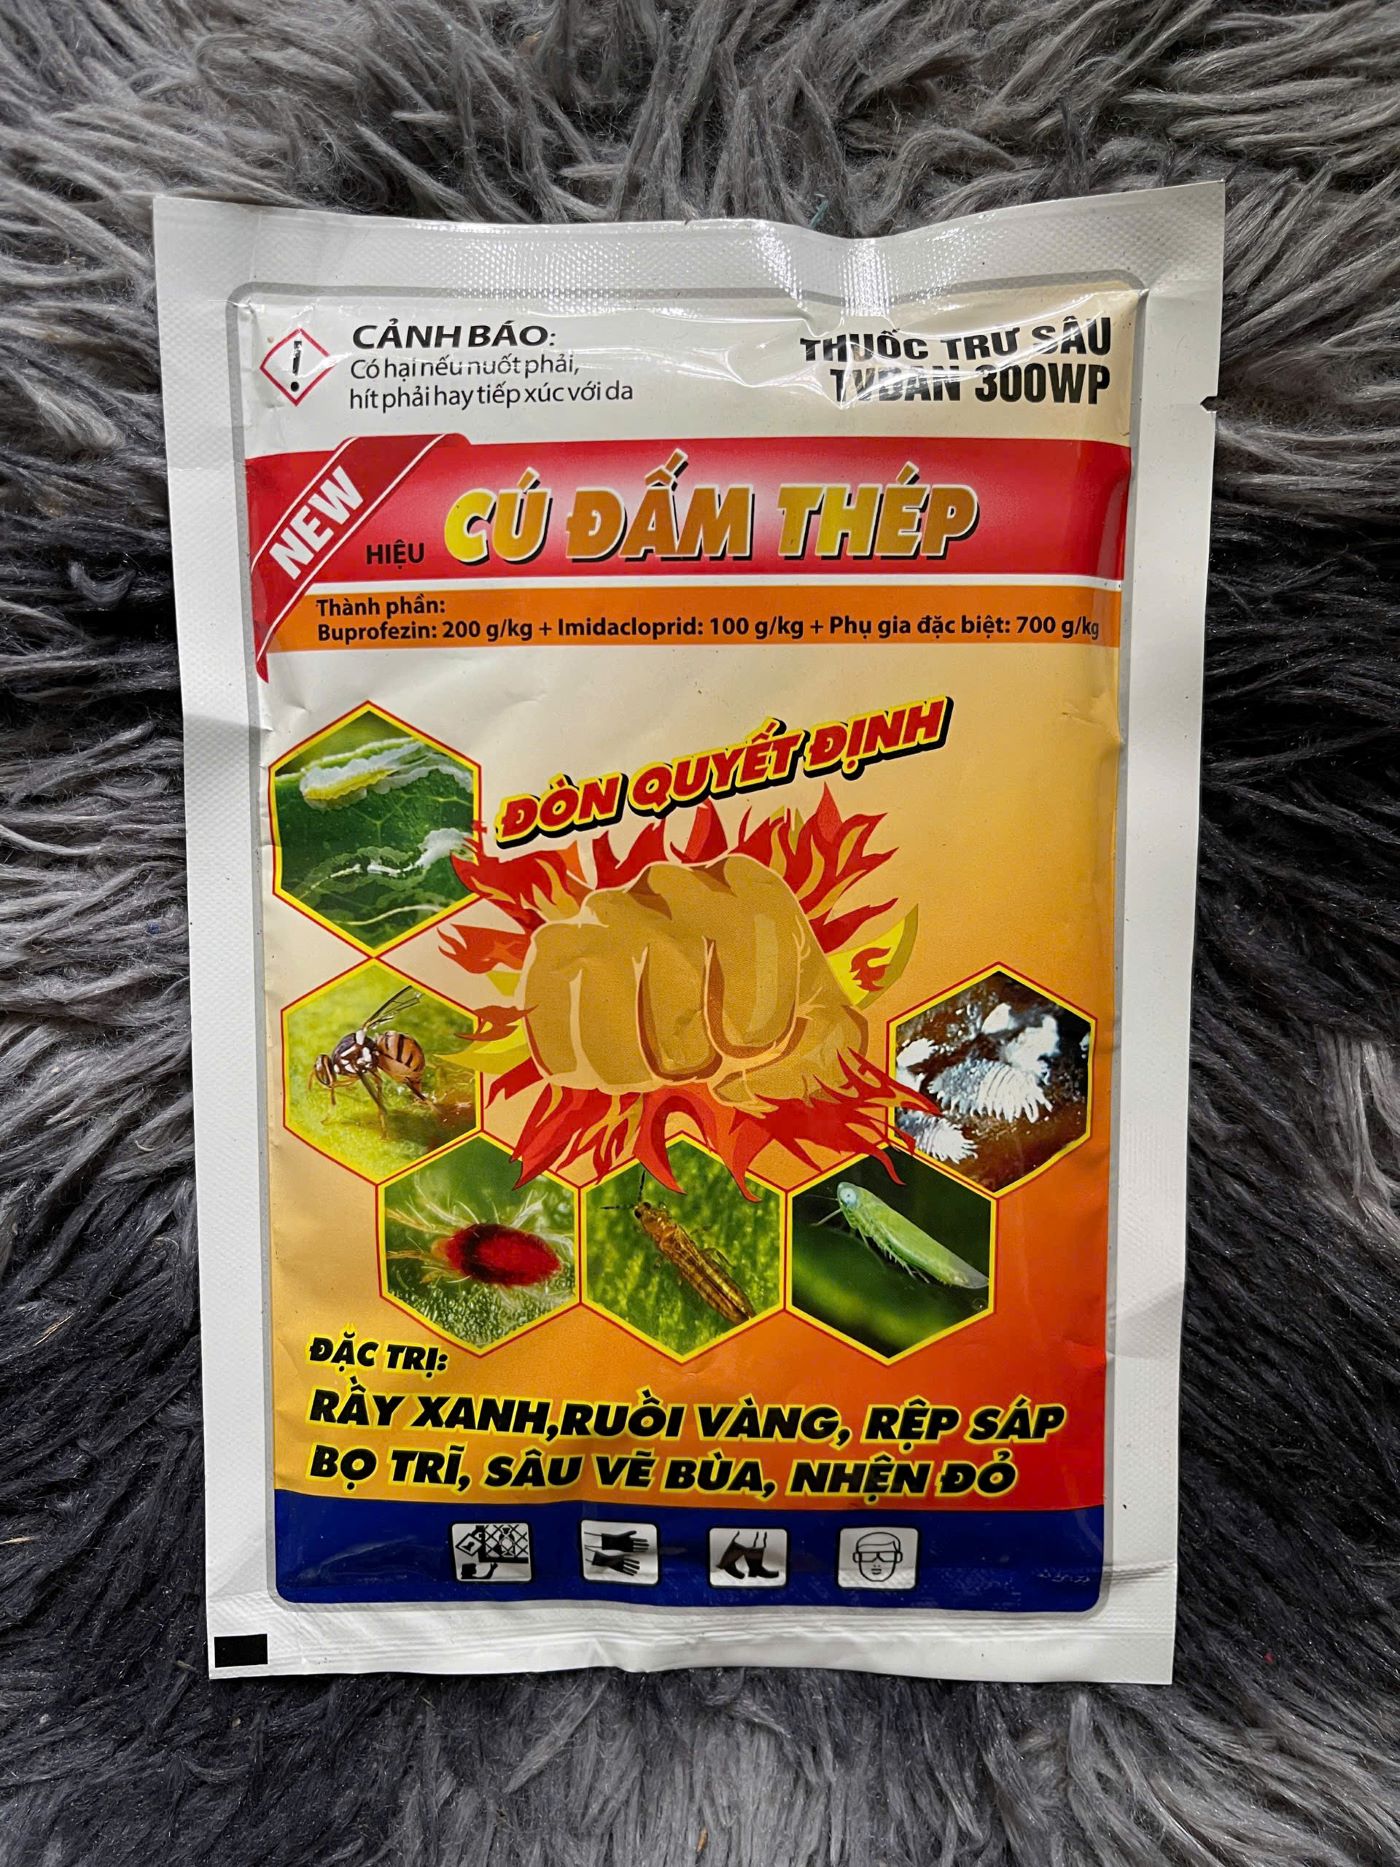 CẢNH BÁO:
Có hại nếu nuốt phải,
hít phải hay tiếp xúc với da
THUỐC TRỪ SÂU
TVDAN 300WP
NEW
HIỆU CÚ ĐẤM THÉP
Thành phần:
Buprofezin: 200 g/kg + Imidacloprid: 100 g/kg + Phụ gia đặc biệt: 700 g/kg
ĐÒN QUYẾT ĐỊNH
ĐẶC TRỊ:
RẦY XANH,RUỒI VÀNG, RỆP SÁP
BỌ TRĨ, SÂU VẼ BÙA, NHỆN ĐỎ